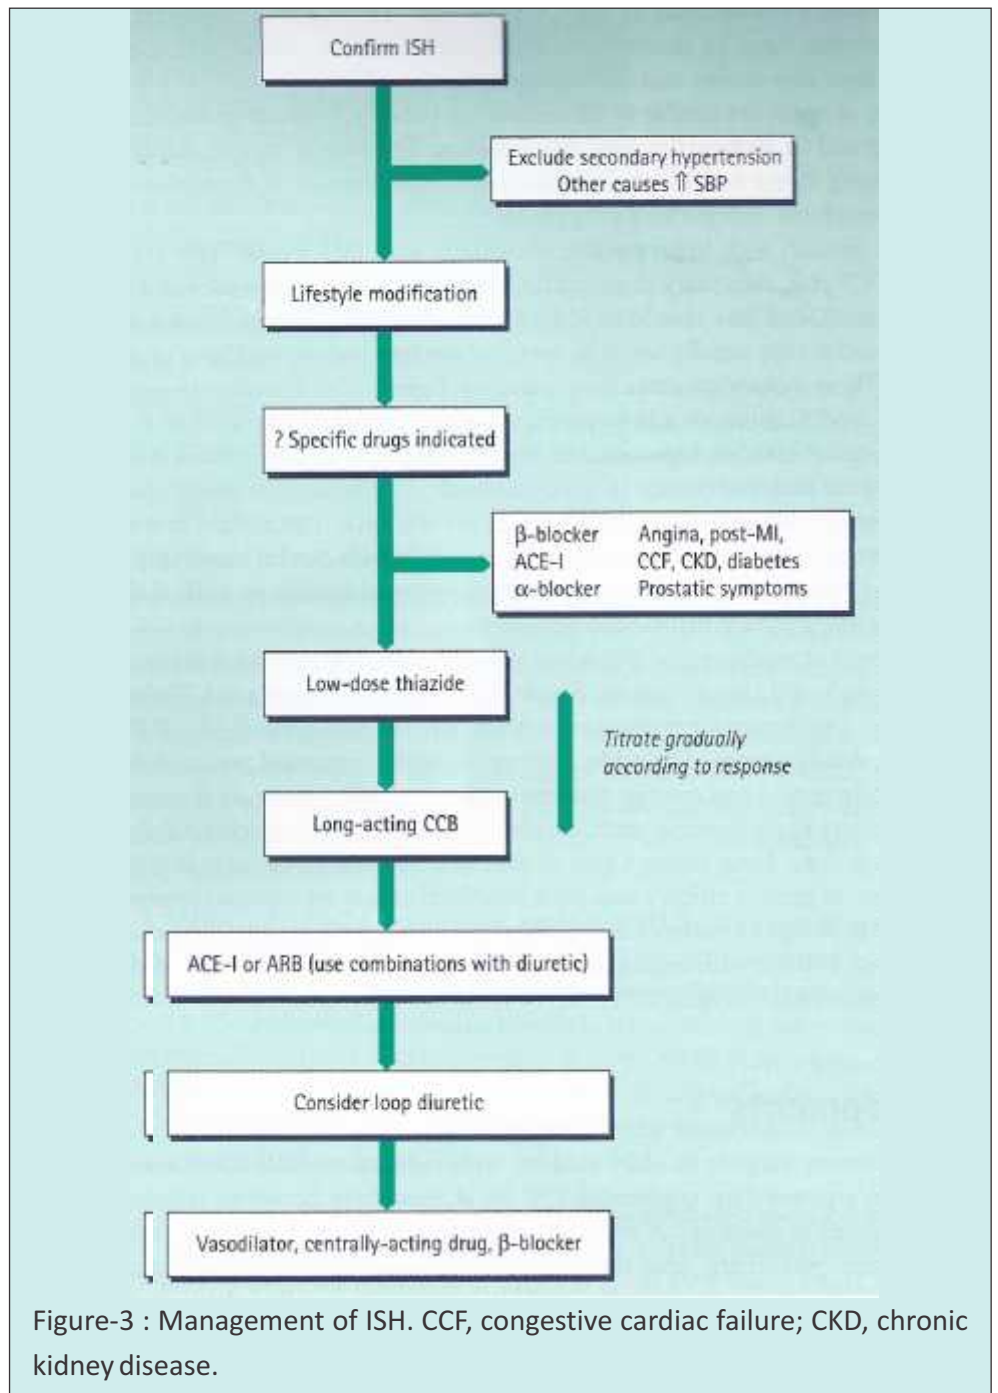 Confirm ISH
Exclude secondary hypertension
Other causes ⇑ SBP
Lifestyle modification
? Specific drugs indicated
β-blocker Angina, post-MI,
ACE-I CCF, CKD, diabetes
α-blocker Prostatic symptoms
Low-dose thiazide
Titrate gradually
according to response
Long-acting CCB
ACE-I or ARB (use combinations with diuretic)
Consider loop diuretic
Vasodilator, centrally-acting drug, β-blocker
Figure-3 : Management of ISH. CCF, congestive cardiac failure; CKD, chronic
kidney disease.